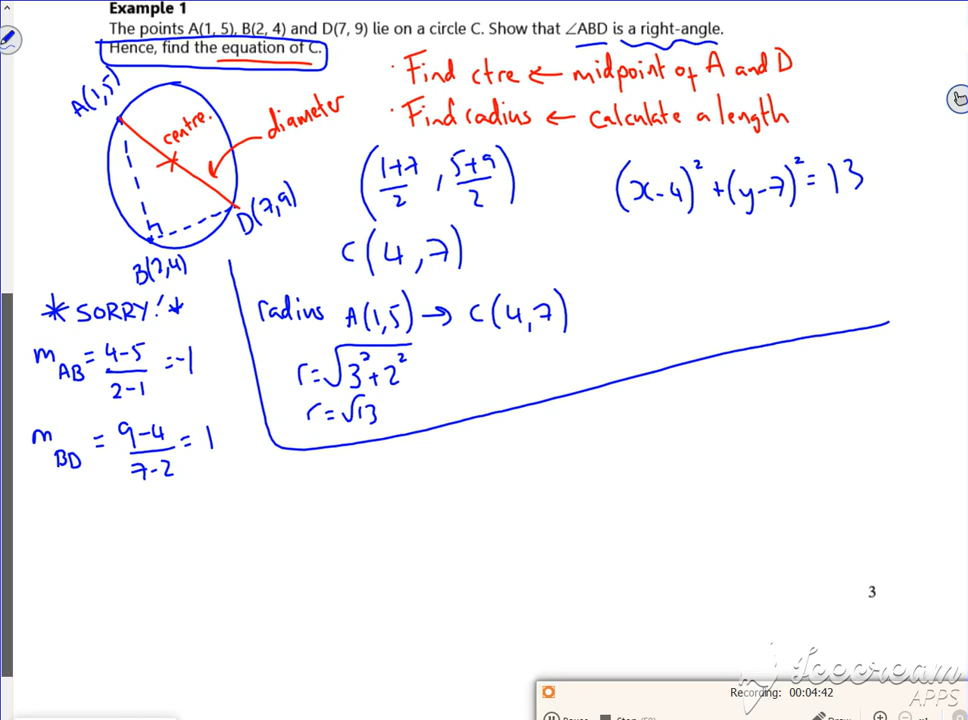 Example 1
The points A(1, 5), B(2, 4) and D(7, 9) lie on a circle C. Show that ∠ABD is a right-angle.
Hence, find the equation of C.
· Find ctre ← midpoint of A and D
· Find radius ← calculate a length
A(1,5)
centre.
diameter
D(7,9)
B(2,4)
(1+7/2 , 5+9/2)
C(4,7)
(x-4)² + (y-7)² = 13
radius A(1,5) → C(4,7)
r = √3² + 2²
r = √13
* SORRY! *
m AB = 4-5/2-1 = -1
m BD = 9-4/7-2 = 1
3
Icecream
APPS
Recording: 00:04:42